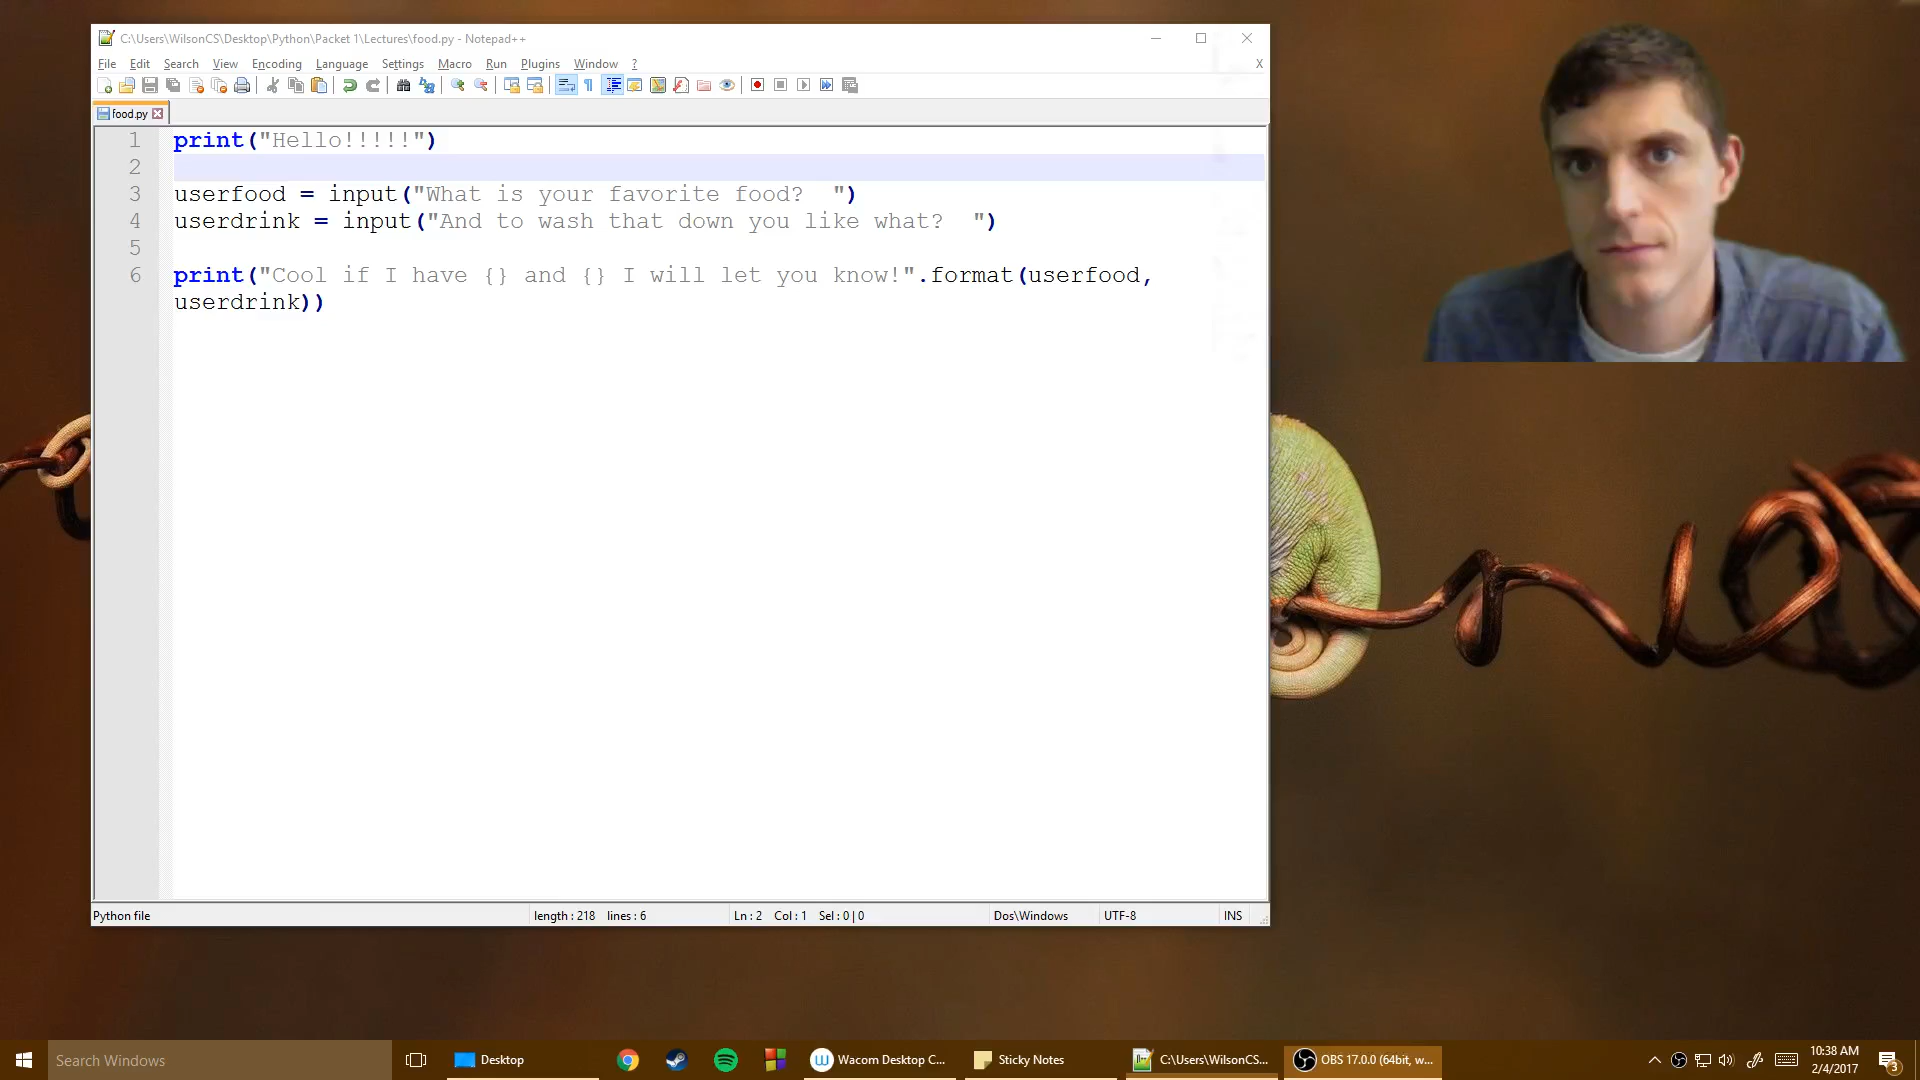 C:\Users\WilsonCS\Desktop\Python\Packet 1\Lectures\food.py - Notepad++
File Edit Search View Encoding Language Settings Macro Run Plugins Window ? X
food.py
1 print("Hello!!!!!")
2
3 userfood = input("What is your favorite food?  ")
4 userdrink = input("And to wash that down you like what?  ")
5
6 print("Cool if I have {} and {} I will let you know!".format(userfood,
userdrink))
Python file length : 218 lines : 6 Ln : 2 Col : 1 Sel : 0 | 0 Dos\Windows UTF-8 INS
Search Windows Desktop Wacom Desktop C... Sticky Notes C:\Users\WilsonCS... OBS 17.0.0 (64bit, w... 10:38 AM
2/4/2017 3